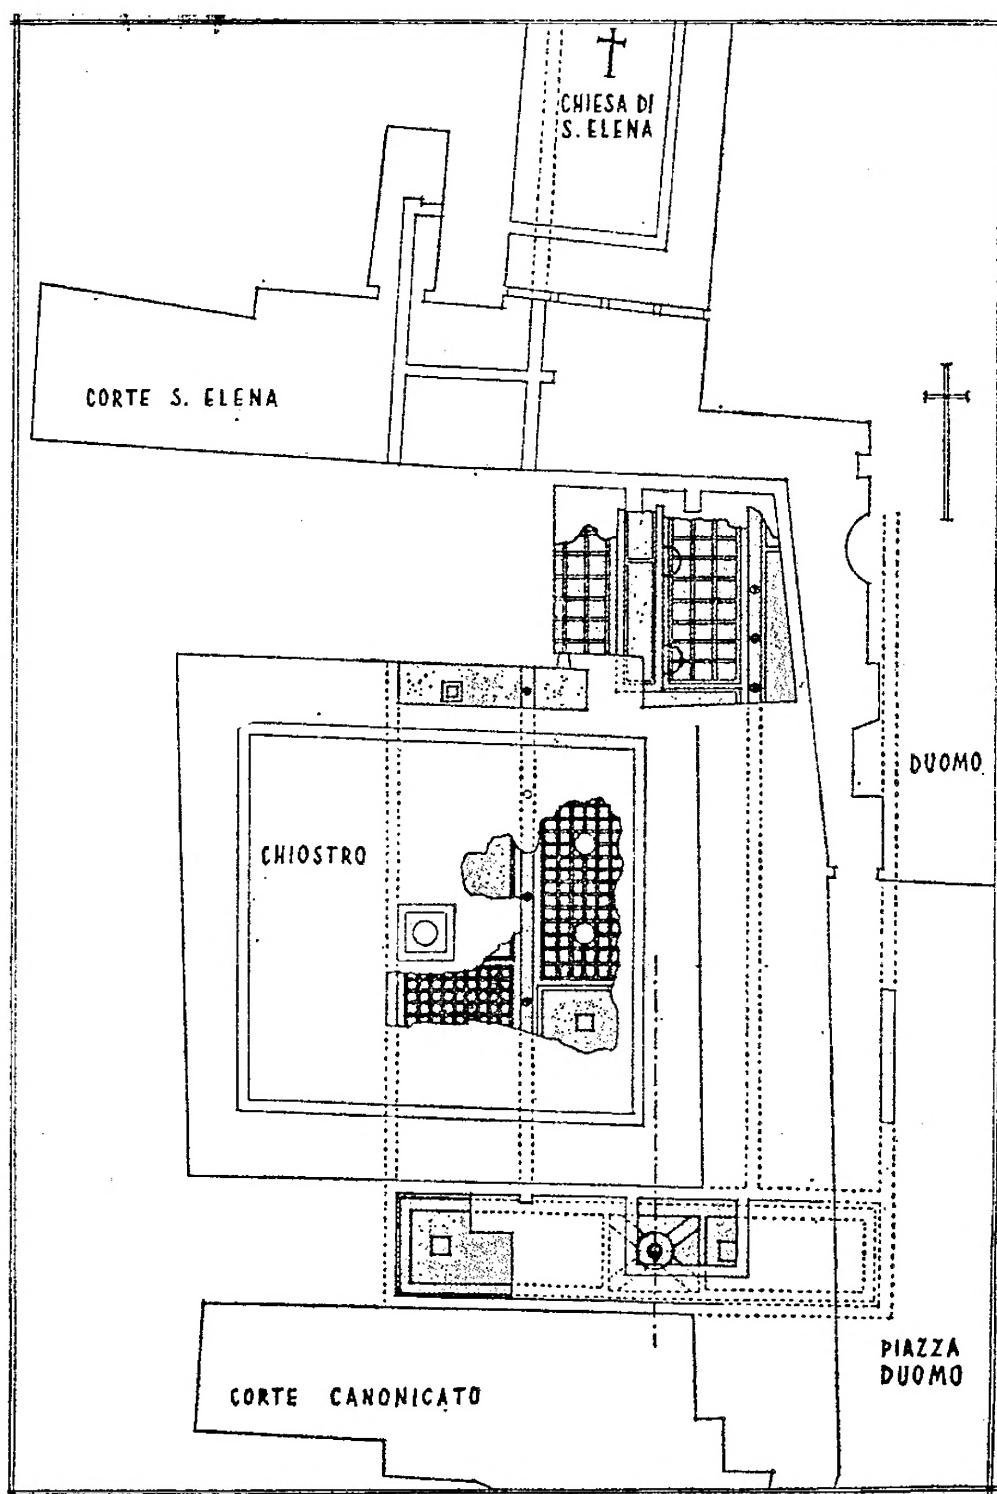 CHIESA DI
S. ELENA
CORTE S. ELENA
DUOMO
CHIOSTRO
PIAZZA
DUOMO
CORTE CANONICATO